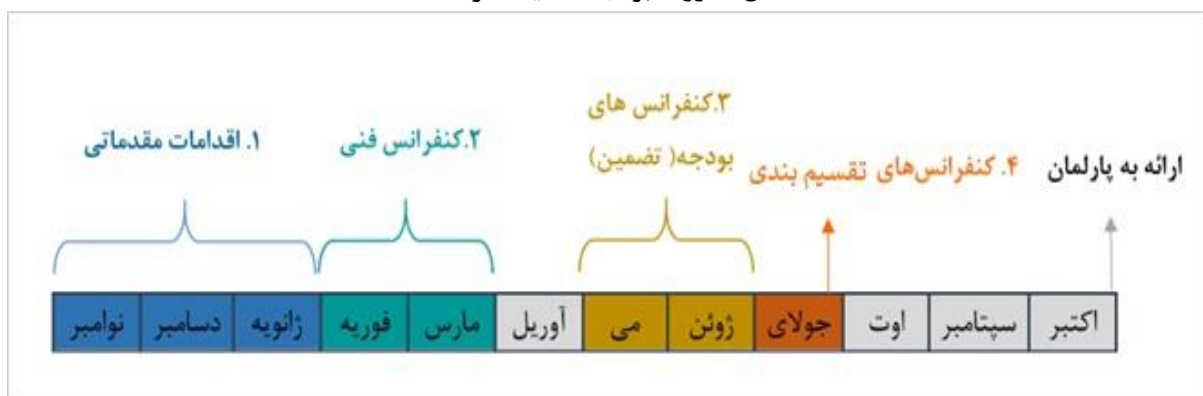 ۱. اقدامات مقدماتی
۲.کنفرانس فنی
۳.کنفرانس های
بودجه( تضمین)
۴. کنفرانس‌های تقسیم بندی
ارائه به پارلمان
نوامبر
دسامبر
ژانویه
فوریه
مارس
آوریل
می
ژوئن
جولای
اوت
سپتامبر
اکتبر